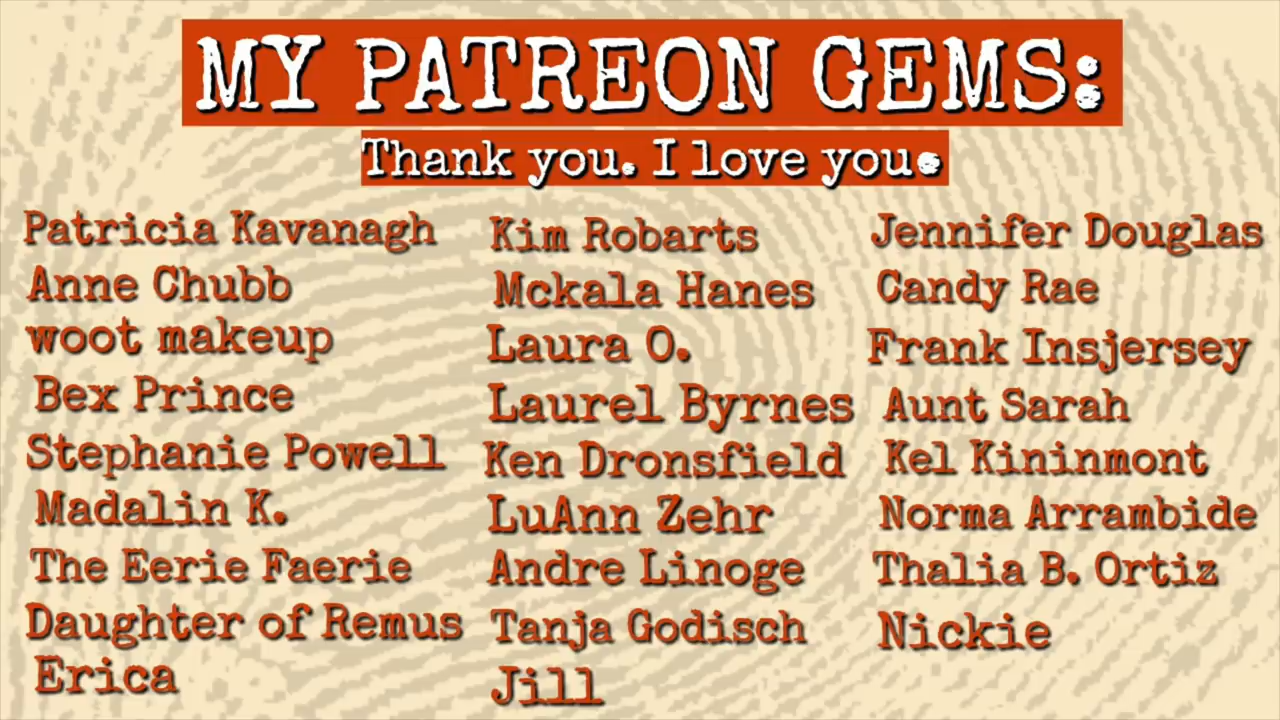 MY PATREON GEMS:
Thank you. I love you.
Patricia Kavanagh
Anne Chubb
woot makeup
Bex Prince
Stephanie Powell
Madalin K.
The Eerie Faerie
Daughter of Remus
Erica
Kim Robarts
Mckala Hanes
Laura O.
Laurel Byrnes
Ken Dronsfield
LuAnn Zehr
Andre Linoge
Tanja Godisch
Jill
Jennifer Douglas
Candy Rae
Frank Insjersey
Aunt Sarah
Kel Kininmont
Norma Arrambide
Thalia B. Ortiz
Nickie